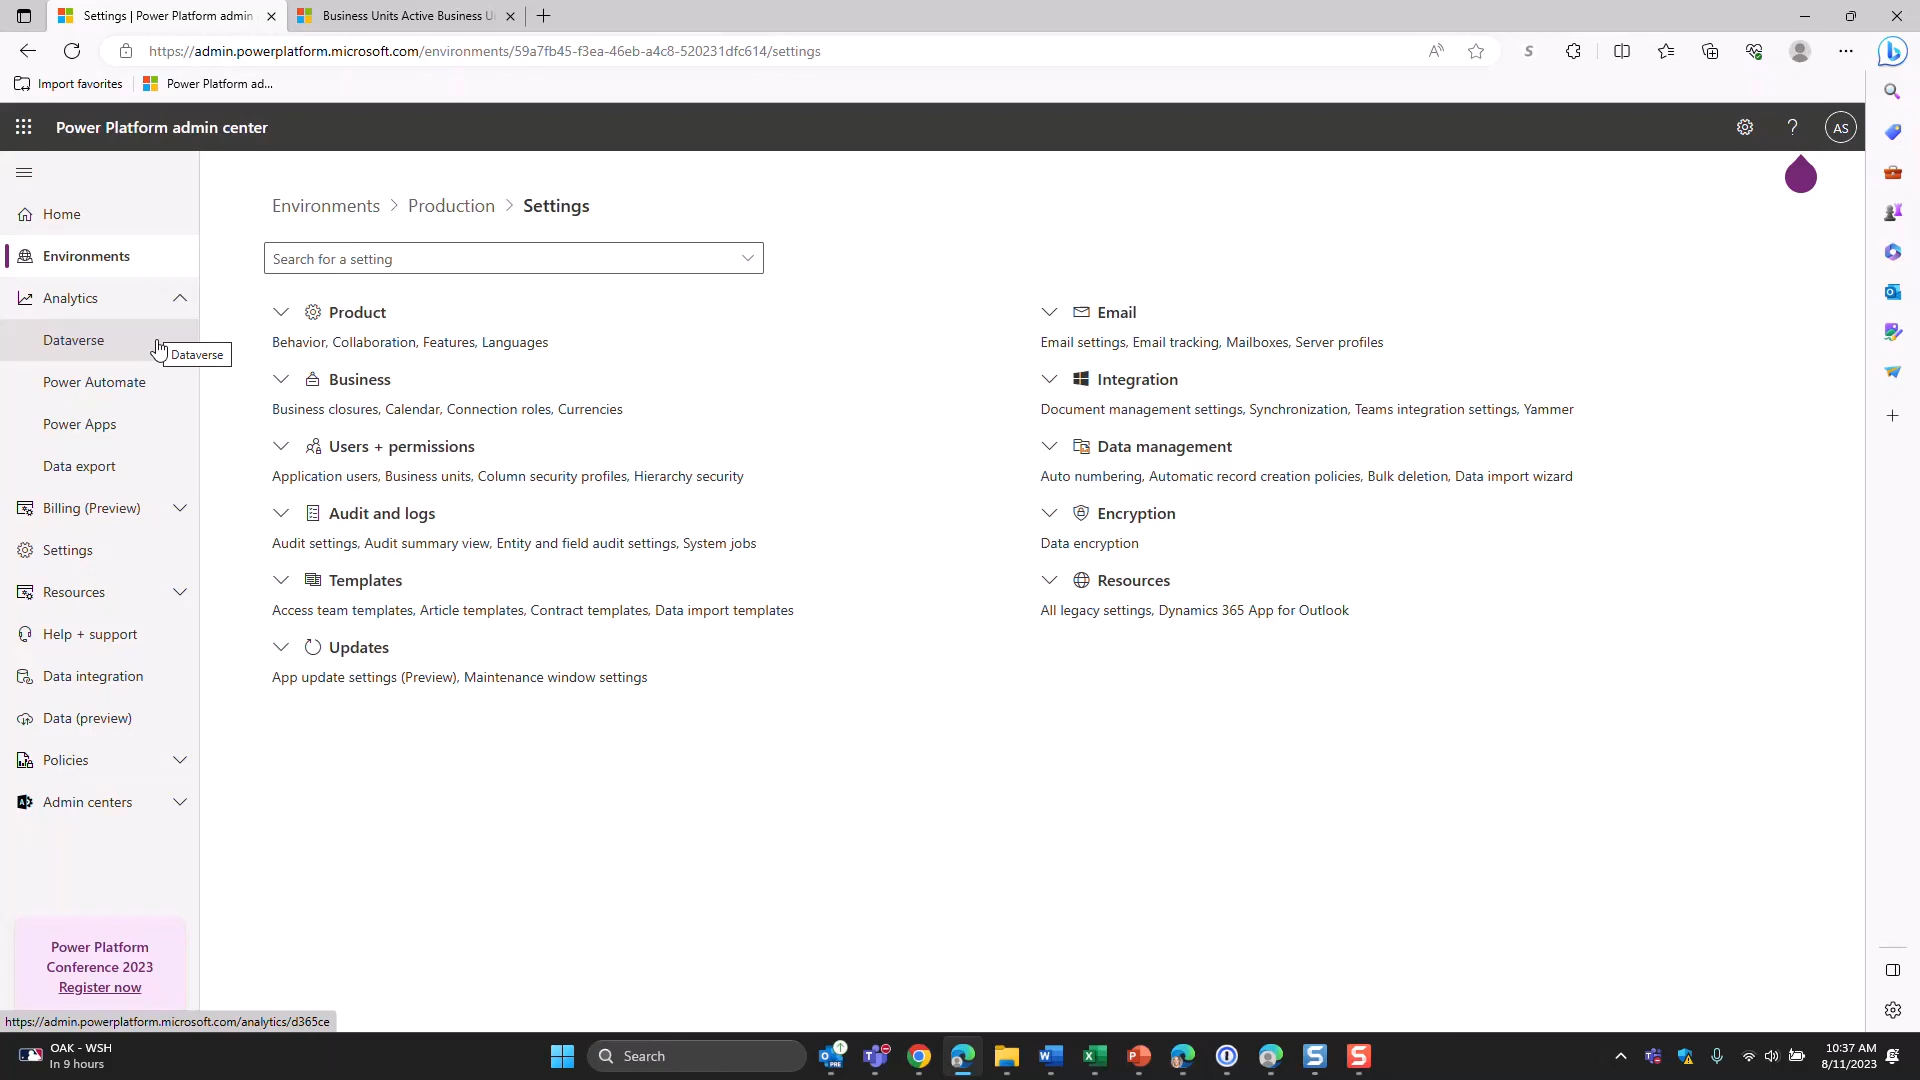 Settings | Power Platform admin
Business Units Active Business U
https://admin.powerplatform.microsoft.com/environments/59a7fb45-f3ea-46eb-a4c8-520231dfc614/settings
Import favorites
Power Platform ad...
Power Platform admin center
AS
Home
Environments
Analytics
Dataverse
Dataverse
Power Automate
Power Apps
Data export
Billing (Preview)
Settings
Resources
Help + support
Data integration
Data (preview)
Policies
Admin centers
Power Platform
Conference 2023
Register now
Environments > Production > Settings
Search for a setting
Product
Behavior, Collaboration, Features, Languages
Business
Business closures, Calendar, Connection roles, Currencies
Users + permissions
Application users, Business units, Column security profiles, Hierarchy security
Audit and logs
Audit settings, Audit summary view, Entity and field audit settings, System jobs
Templates
Access team templates, Article templates, Contract templates, Data import templates
Updates
App update settings (Preview), Maintenance window settings
Email
Email settings, Email tracking, Mailboxes, Server profiles
Integration
Document management settings, Synchronization, Teams integration settings, Yammer
Data management
Auto numbering, Automatic record creation policies, Bulk deletion, Data import wizard
Encryption
Data encryption
Resources
All legacy settings, Dynamics 365 App for Outlook
https://admin.powerplatform.microsoft.com/analytics/d365ce
OAK - WSH
In 9 hours
Search
10:37 AM
8/11/2023